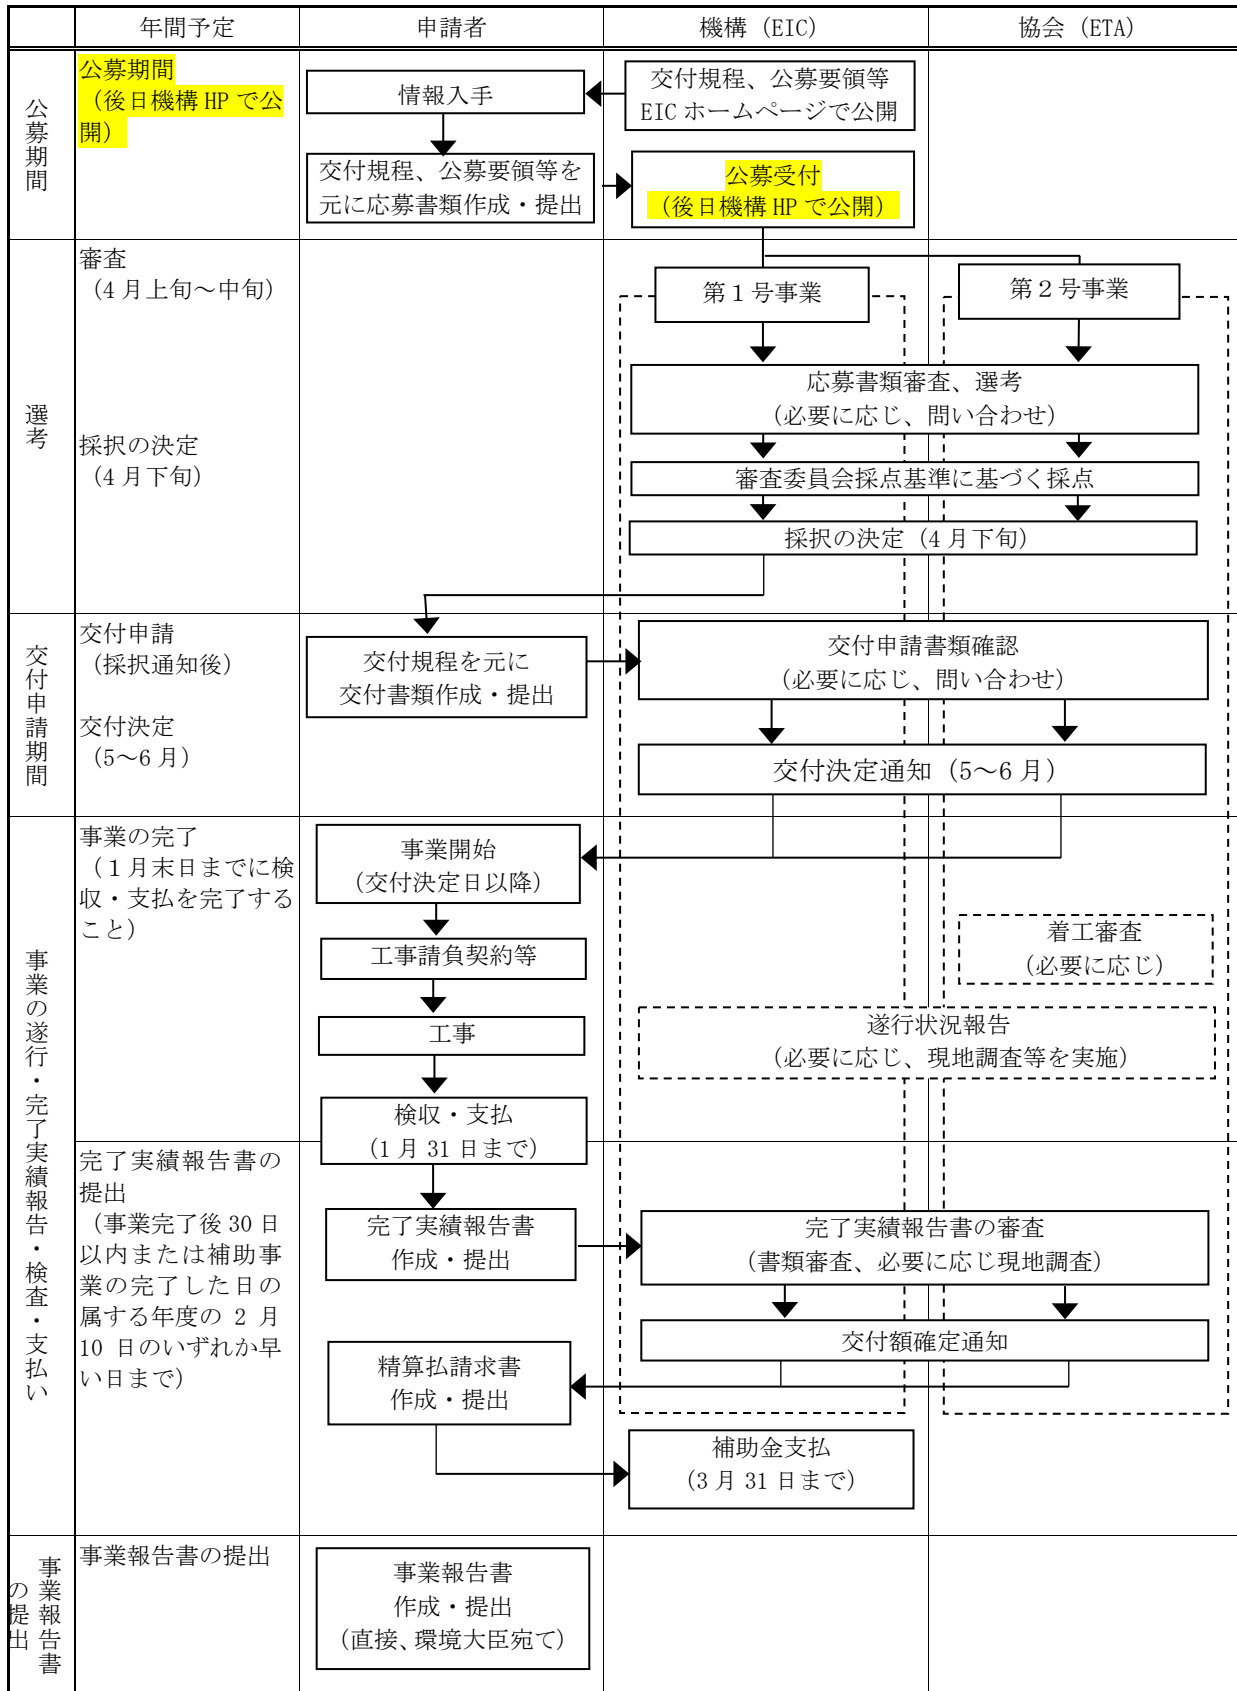 年間予定
申請者
機構（EIC）
協会（ETA）
公募期間
公募期間
（後日機構 HP で公
開）
情報入手
交付規程、公募要領等
EIC ホームページで公開
交付規程、公募要領等を
元に応募書類作成・提出
公募受付
（後日機構 HP で公開）
選考
審査
（4 月上旬～中旬）
第１号事業
第２号事業
応募書類審査、選考
（必要に応じ、問い合わせ）
採択の決定
（4 月下旬）
審査委員会採点基準に基づく採点
採択の決定（4 月下旬）
交付申請期間
交付申請
（採択通知後）
交付規程を元に
交付書類作成・提出
交付申請書類確認
（必要に応じ、問い合わせ）
交付決定
（5～6 月）
交付決定通知（5～6 月）
事業の遂行・完了実績報告・検査・支払い
事業の完了
（１月末日までに検
収・支払を完了する
こと）
事業開始
（交付決定日以降）
工事請負契約等
着工審査
（必要に応じ）
工事
遂行状況報告
（必要に応じ、現地調査等を実施）
検収・支払
（1 月 31 日まで）
完了実績報告書の
提出
（事業完了後 30 日
以内または補助事
業の完了した日の
属する年度の 2 月
10 日のいずれか早
い日まで）
完了実績報告書
作成・提出
完了実績報告書の審査
（書類審査、必要に応じ現地調査）
交付額確定通知
精算払請求書
作成・提出
補助金支払
（3 月 31 日まで）
事業報告書
の提出
事業報告書の提出
事業報告書
作成・提出
（直接、環境大臣宛て）